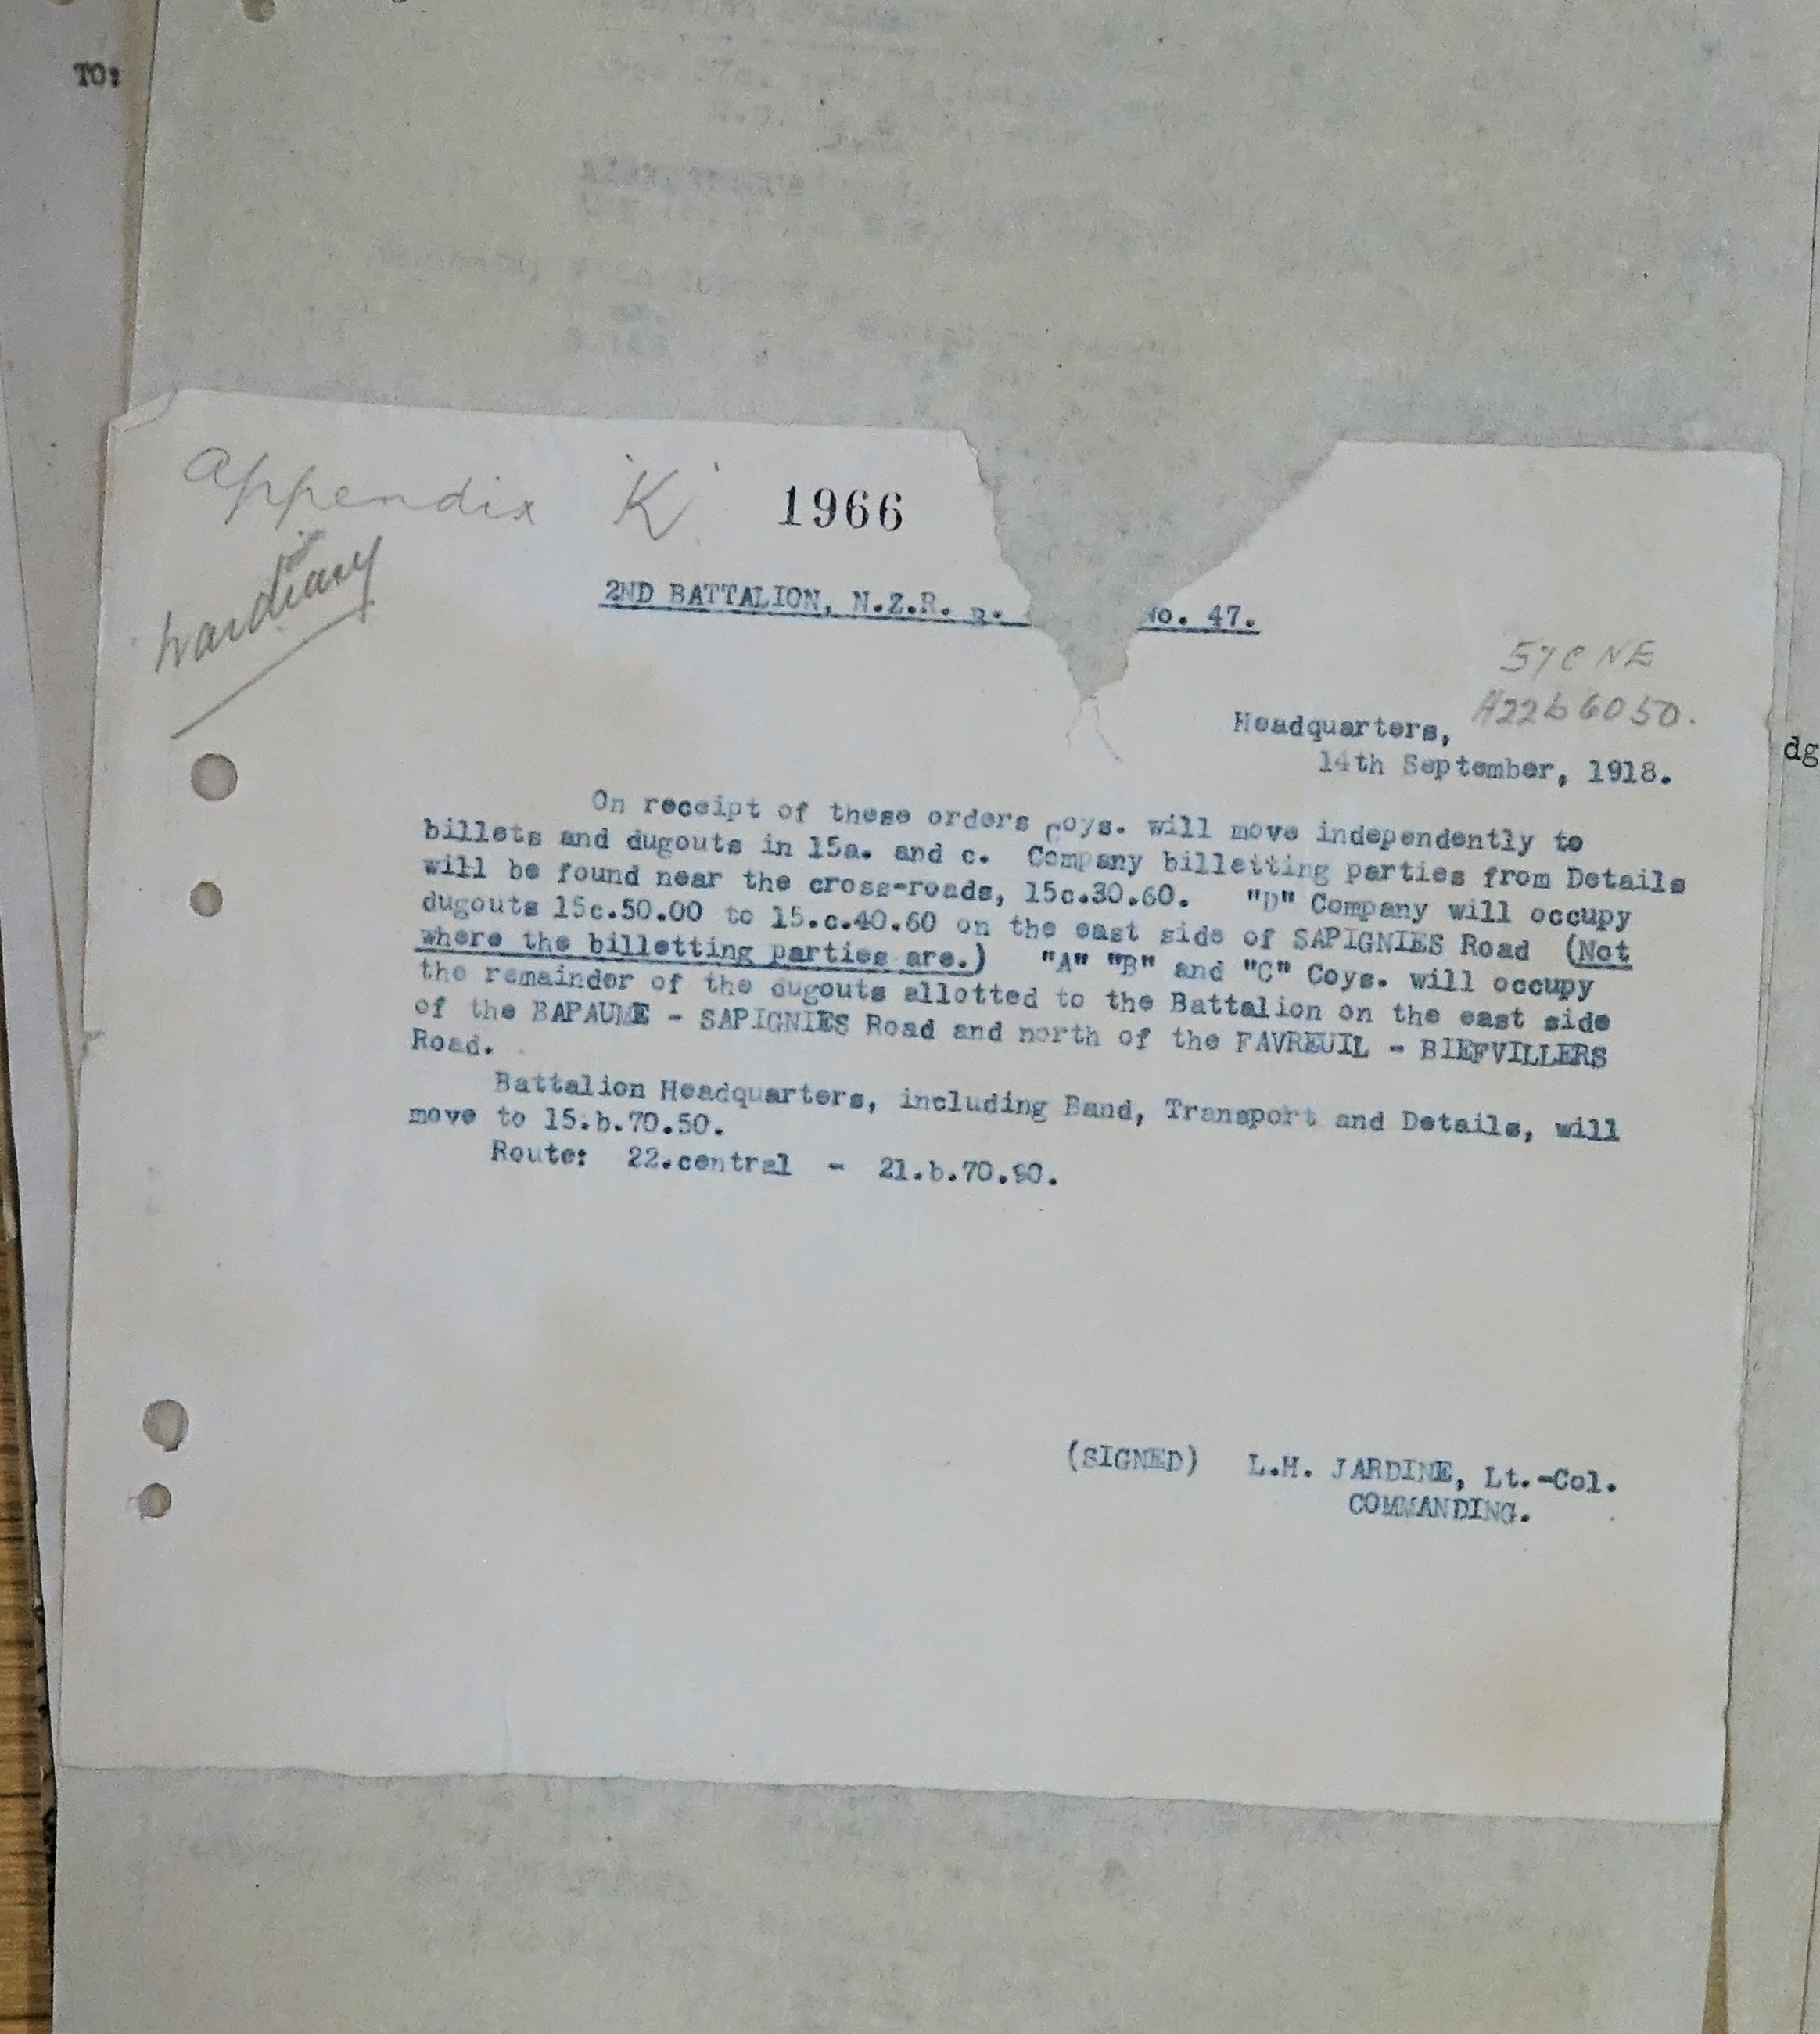 TO:
appendix 'K'
1966
war diary
2ND BATTALION, N.Z.R. B. No. 47.
57C NE
H22b6050.
Headquarters,
14th September, 1918.
dg
On receipt of these orders Coys. will move independently to
billets and dugouts in 15a. and c. Company billetting parties from Details
will be found near the cross-roads, 15c.30.60. "D" Company will occupy
dugouts 15c.50.00 to 15.c.40.60 on the east side of SAPIGNIES Road (Not
where the billetting parties are.) "A" "B" and "C" Coys. will occupy
the remainder of the dugouts allotted to the Battalion on the east side
of the BAPAUME - SAPIGNIES Road and north of the FAVREUIL - BIEFVILLERS
Road.
Battalion Headquarters, including Band, Transport and Details, will
move to 15.b.70.50.
Route: 22.central - 21.b.70.90.
(SIGNED) L.H. JARDINE, Lt.-Col.
COMMANDING.